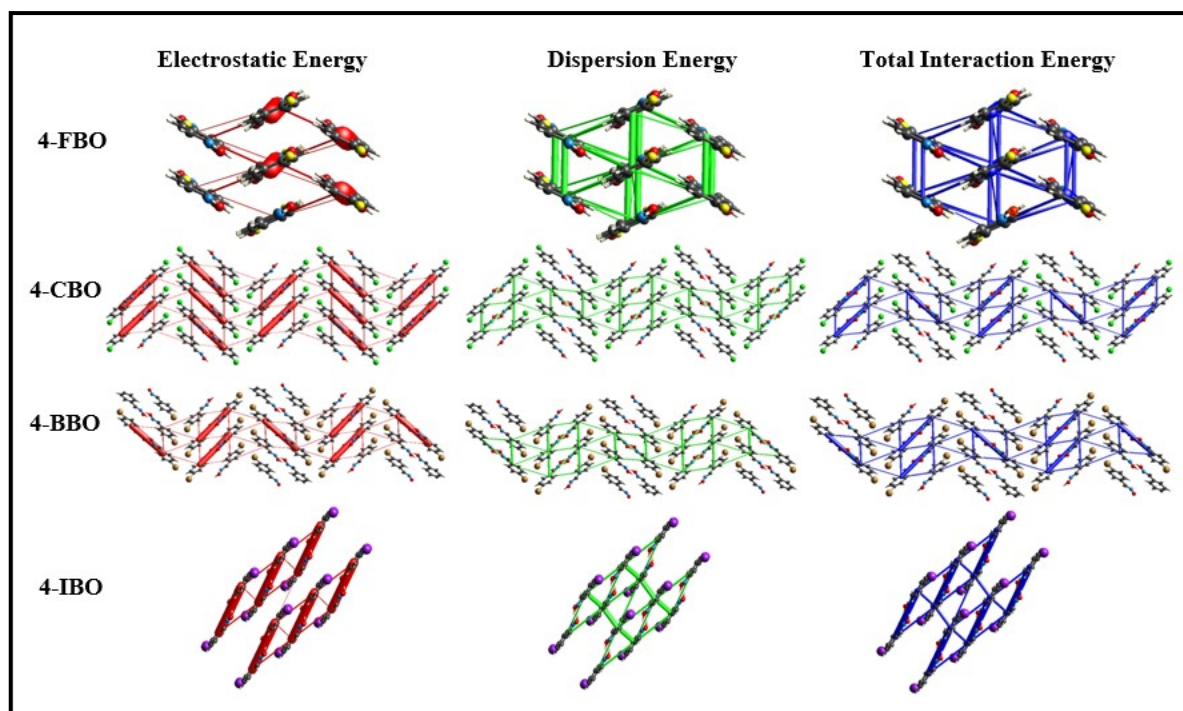 Electrostatic Energy Dispersion Energy Total Interaction Energy
4-FBO
4-CBO
4-BBO
4-IBO